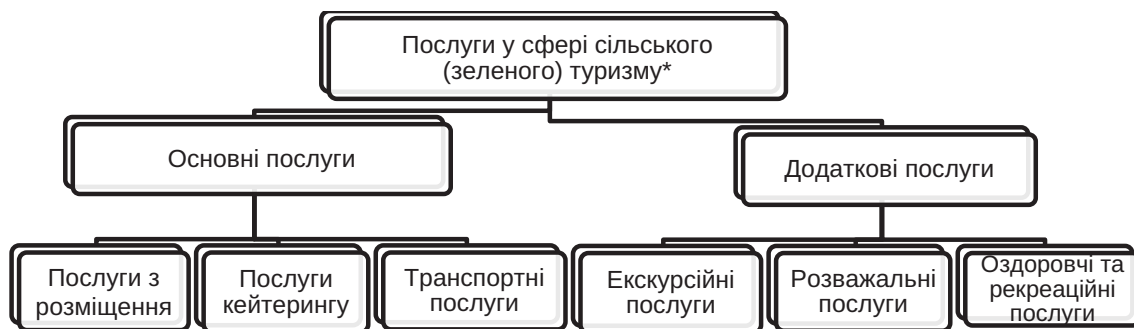 Послуги у сфері сільського
(зеленого) туризму*
Основні послуги
Додаткові послуги
Послуги з
розміщення
Послуги
кейтерингу
Транспортні
послуги
Екскурсійні
послуги
Розважальні
послуги
Оздоровчі та
рекреаційні
послуги